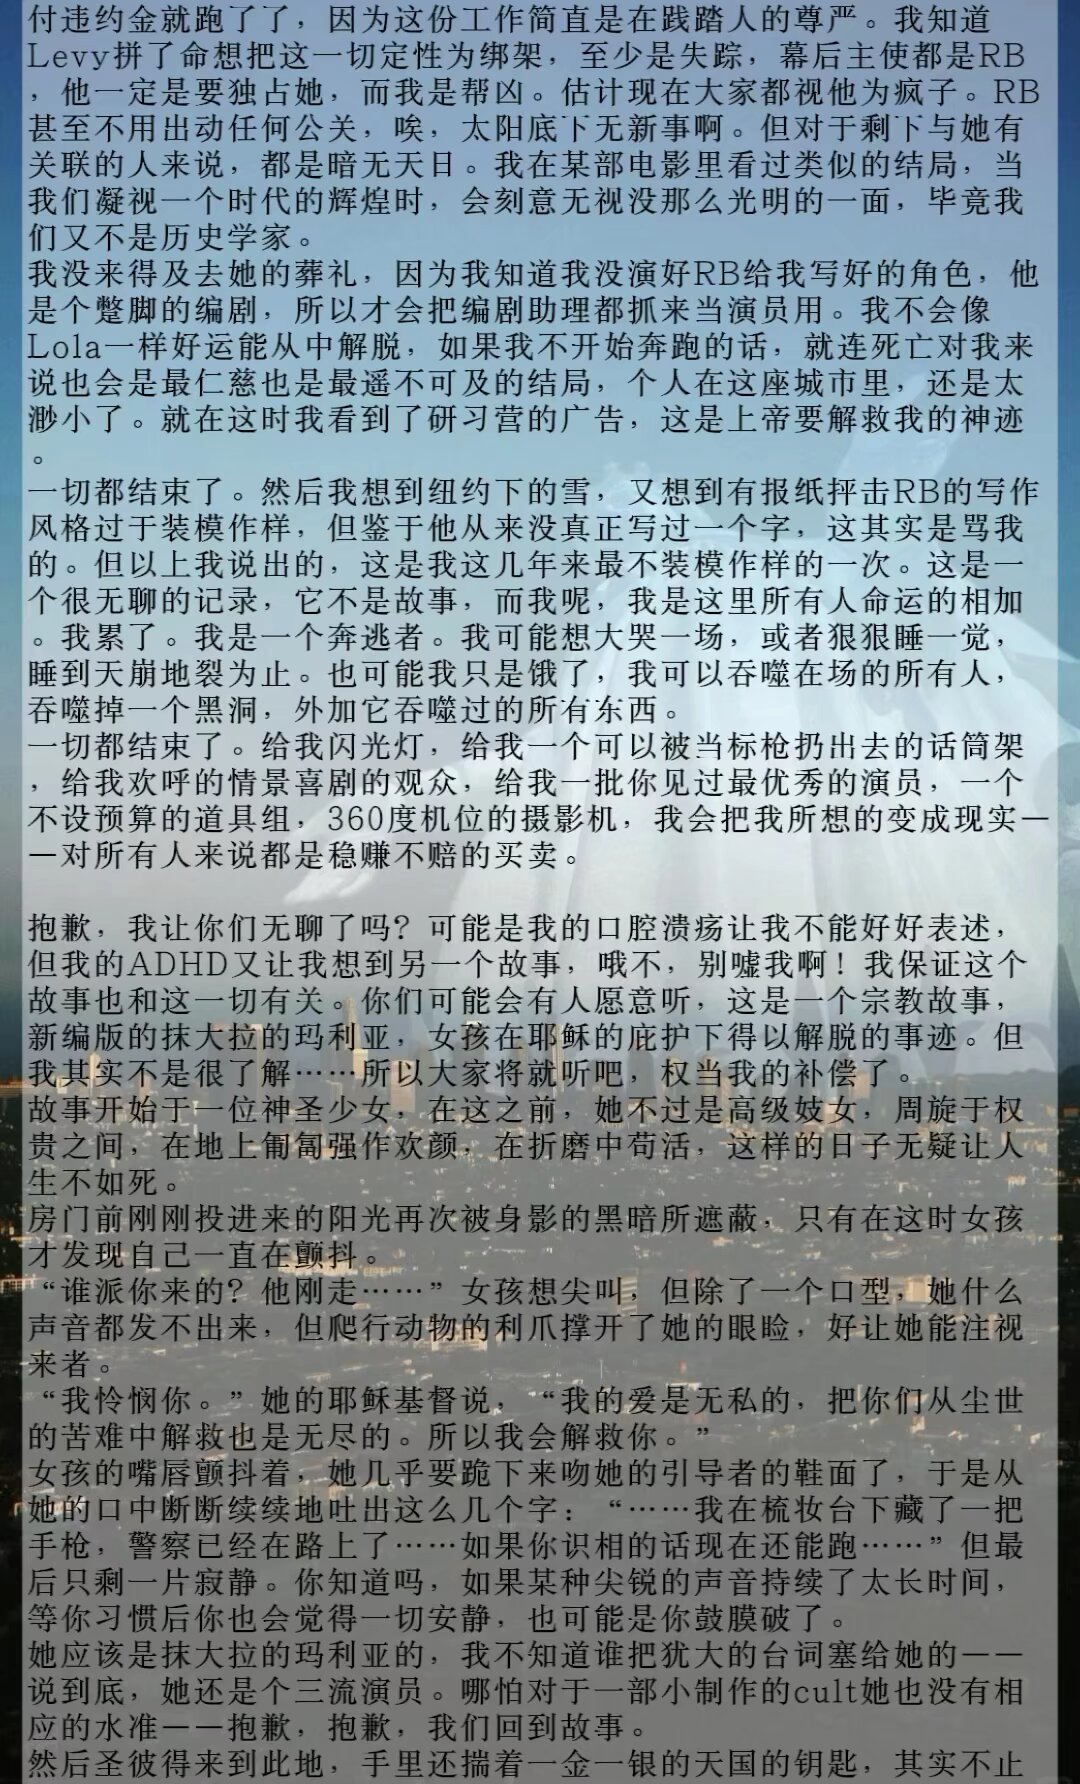 付违约金就跑了了，因为这份工作简直是在践踏人的尊严。我知道
Levy拼了命想把这一切定性为绑架，至少是失踪，幕后主使都是RB
，他一定是要独占她，而我是帮凶。估计现在大家都视他为疯子。RB
甚至不用出动任何公关，唉，太阳底下无新事啊。但对于剩下与她有
关联的人来说，都是暗无天日。我在某部电影里看过类似的结局，当
我们凝视一个时代的辉煌时，会刻意无视没那么光明的一面，毕竟我
们又不是历史学家。
我没来得及去她的葬礼，因为我知道我没演好RB给我写好的角色，他
是个蹩脚的编剧，所以才会把编剧助理都抓来当演员用。我不会像
Lola一样好运能从中解脱，如果我不开始奔跑的话，就连死亡对我来
说也会是最仁慈也是最遥不可及的结局，个人在这座城市里，还是太
渺小了。就在这时我看到了研习营的广告，这是上帝要解救我的神迹
。
一切都结束了。然后我想到纽约下的雪，又想到有报纸抨击RB的写作
风格过于装模作样，但鉴于他从来没真正写过一个字，这其实是骂我
的。但以上我说出的，这是我这几年来最不装模作样的一次。这是一
个很无聊的记录，它不是故事，而我呢，我是这里所有人命运的相加
。我累了。我是一个奔逃者。我可能想大哭一场，或者狠狠睡一觉，
睡到天崩地裂为止。也可能我只是饿了，我可以吞噬在场的所有人，
吞噬掉一个黑洞，外加它吞噬过的所有东西。
一切都结束了。给我闪光灯，给我一个可以被当标枪扔出去的话筒架
，给我欢呼的情景喜剧的观众，给我一批你见过最优秀的演员，一个
不设预算的道具组，360度机位的摄影机，我会把我所想的变成现实—
—对所有人来说都是稳赚不赔的买卖。
抱歉，我让你们无聊了吗？可能是我的口腔溃疡让我不能好好表述，
但我的ADHD又让我想到另一个故事，哦不，别嘘我啊！我保证这个
故事也和这一切有关。你们可能会有人愿意听，这是一个宗教故事，
新编版的抹大拉的玛利亚，女孩在耶稣的庇护下得以解脱的事迹。但
我其实不是很了解……所以大家将就听吧，权当我的补偿了。
故事开始于一位神圣少女，在这之前，她不过是高级妓女，周旋于权
贵之间，在地上匍匐强作欢颜，在折磨中苟活，这样的日子无疑让人
生不如死。
房门前刚刚投进来的阳光再次被身影的黑暗所遮蔽，只有在这时女孩
才发现自己一直在颤抖。
“谁派你来的？他刚走……”女孩想尖叫，但除了一个口型，她什么
声音都发不出来，但爬行动物的利爪撑开了她的眼睑，好让她能注视
来者。
“我怜悯你。”她的耶稣基督说，“我的爱是无私的，把你们从尘世
的苦难中解救也是无尽的。所以我会解救你。”
女孩的嘴唇颤抖着，她几乎要跪下来吻她的引导者的鞋面了，于是从
她的口中断断续续地吐出这么几个字：“……我在梳妆台下藏了一把
手枪，警察已经在路上了……如果你识相的话现在还能跑……”但最
后只剩一片寂静。你知道吗，如果某种尖锐的声音持续了太长时间，
等你习惯后你也会觉得一切安静，也可能是你鼓膜破了。
她应该是抹大拉的玛利亚的，我不知道谁把犹大的台词塞给她的——
说到底，她还是个三流演员。哪怕对于一部小制作的cult她也没有相
应的水准——抱歉，抱歉，我们回到故事。
然后圣彼得来到此地，手里还揣着一金一银的天国的钥匙，其实不止